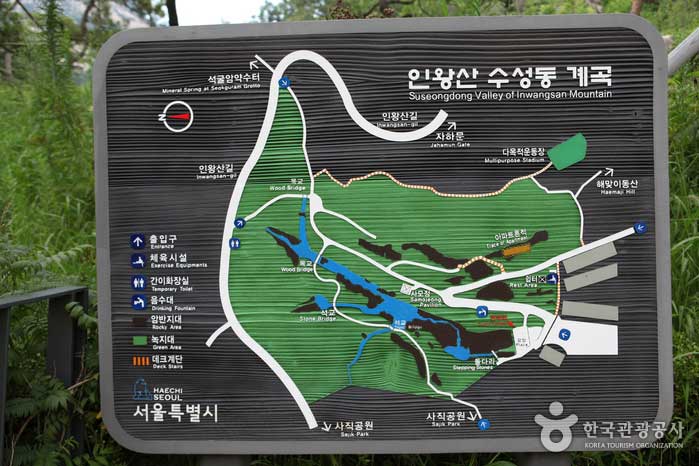 인왕산 수성동 계곡
Suseongdong Valley of Inwangsan Mountain
석굴암약수터
Mineral Spring at Seokguram Grotto
N
인왕산길
Inwangsan-gil
자하문
Jahamun Gate
다목적운동장
Multipurpose Stadium
해맞이동산
Haemaji Hill
인왕산길
Inwangsan-gil
목교
Wood Bridge
아파트흔적
Trace of Apartment
목교
Wood Bridge
쉼터
Rest Area
사모정
Samojeong
Pavilion
석교
Stone Bridge
석교
Stone Bridge
돌다리
Stepping Stones
출입구
Entrance
체육시설
Exercise Equipments
간이화장실
Temporary Toilet
음수대
Drinking Fountain
암반지대
Rocky Area
녹지대
Green Area
데크계단
Deck Stairs
HAECHI
SEOUL
서울특별시
사직공원
Sajik Park
사직공원
Sajik Park
한국관광공사
KOREA TOURISM ORGANIZATION